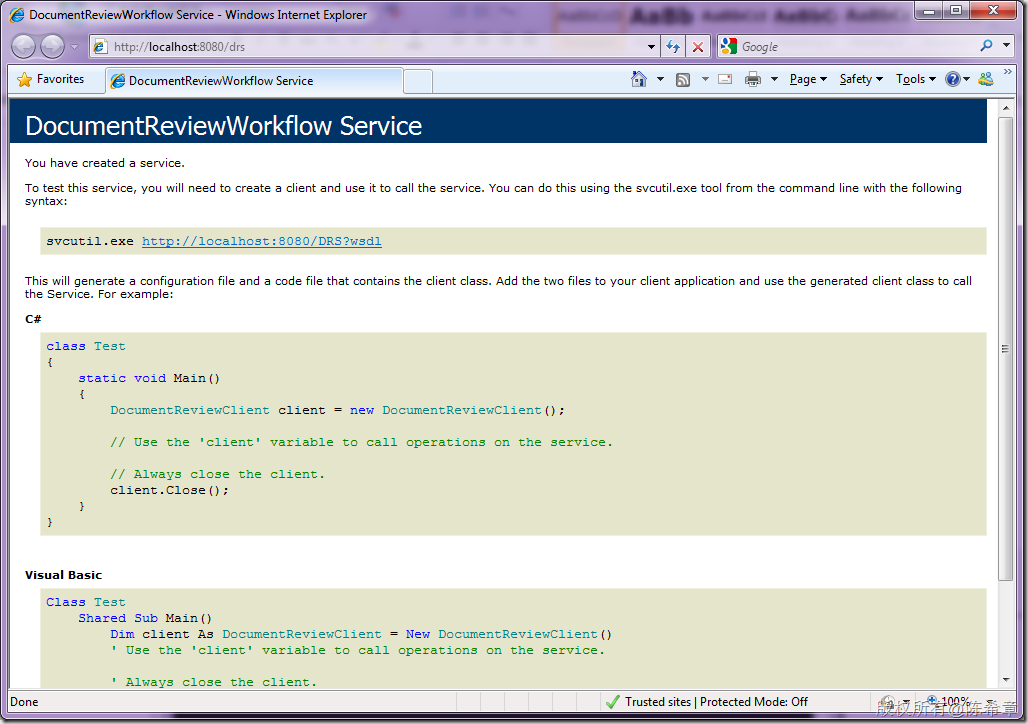 DocumentReviewWorkflow Service - Windows Internet Explorer
http://localhost:8080/drs
Google
Favorites
DocumentReviewWorkflow Service
Page
Safety
Tools
DocumentReviewWorkflow Service
You have created a service.
To test this service, you will need to create a client and use it to call the service. You can do this using the svcutil.exe tool from the command line with the following
syntax:
svcutil.exe http://localhost:8080/DRS?wsdl
This will generate a configuration file and a code file that contains the client class. Add the two files to your client application and use the generated client class to call
the Service. For example:
C#
class Test
{
static void Main()
{
DocumentReviewClient client = new DocumentReviewClient();
// Use the 'client' variable to call operations on the service.
// Always close the client.
client.Close();
}
}
Visual Basic
Class Test
Shared Sub Main()
Dim client As DocumentReviewClient = New DocumentReviewClient()
' Use the 'client' variable to call operations on the service.
' Always close the client.
Done
Trusted sites | Protected Mode: Off
100%
版权所有@陈希章